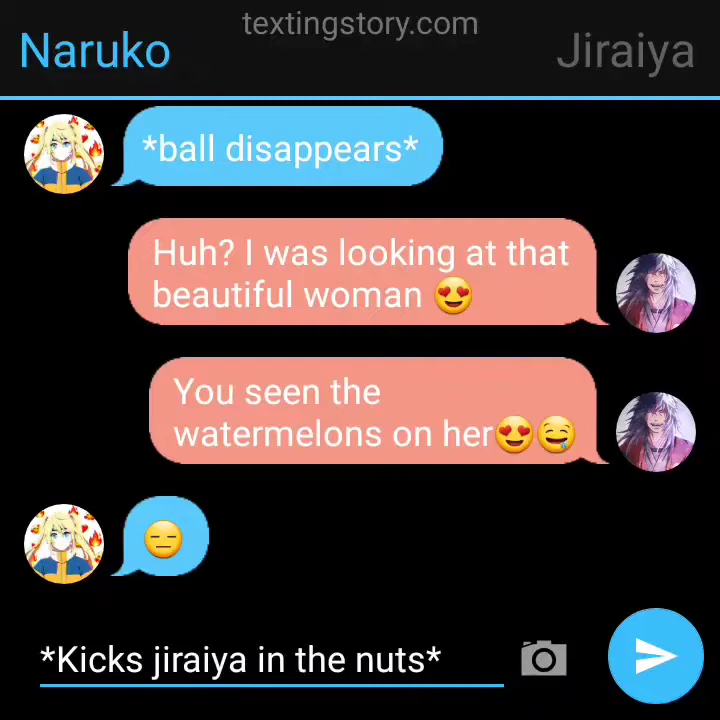 textingstory.com
Naruko
Jiraiya
*ball disappears*
Huh? I was looking at that
beautiful woman 😍
You seen the
watermelons on her😍🤤
😑
*Kicks jiraiya in the nuts*